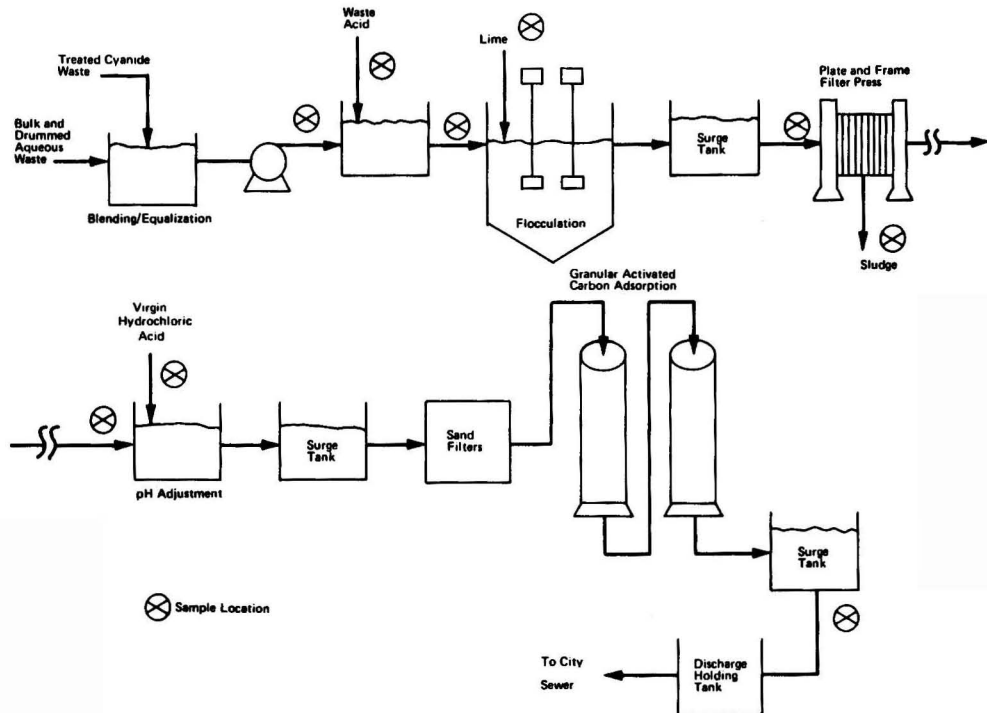 Waste
Acid
Lime
Treated Cyanide
Waste
Plate and Frame
Filter Press
Bulk and
Drummed
Aqueous
Waste
Surge
Tank
Blending/Equalization
Flocculation
Sludge
Granular Activated
Carbon Adsorption
Virgin
Hydrochloric
Acid
Surge
Tank
Sand
Filters
pH Adjustment
Surge
Tank
Sample Location
To City
Sewer
Discharge
Holding
Tank